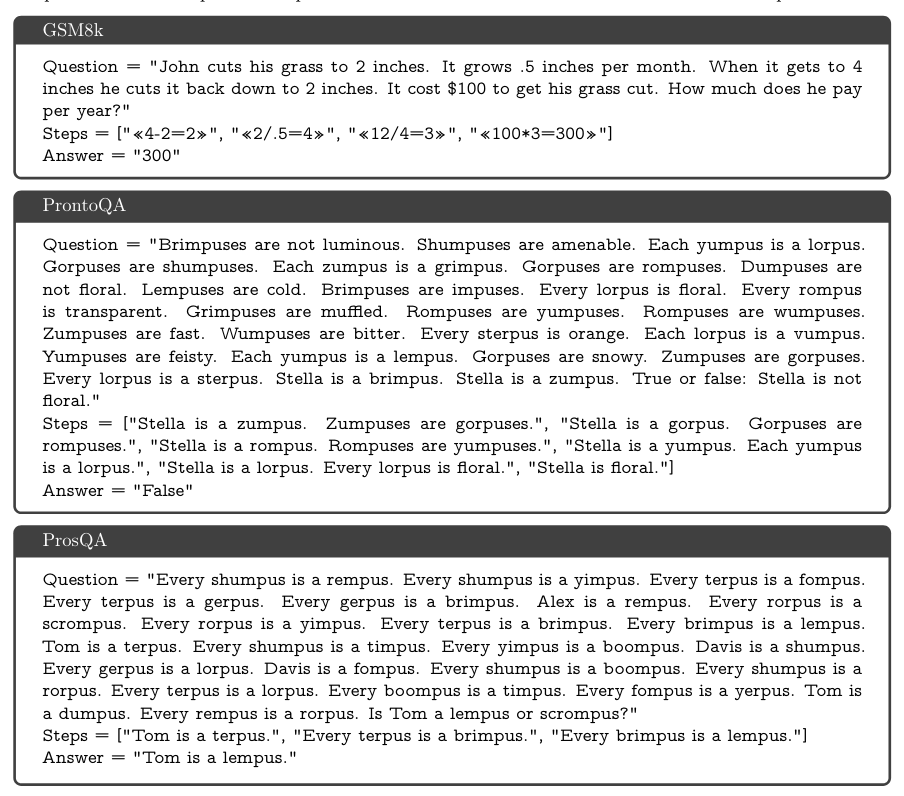 GSM8k
Question = "John cuts his grass to 2 inches. It grows .5 inches per month. When it gets to 4
inches he cuts it back down to 2 inches. It cost $100 to get his grass cut. How much does he pay
per year?"
Steps = ["«4-2=2»", "«2/.5=4»", "«12/4=3»", "«100*3=300»"]
Answer = "300"
ProntoQA
Question = "Brimpuses are not luminous. Shumpuses are amenable. Each yumpus is a lorpus.
Gorpuses are shumpuses. Each zumpus is a grimpus. Gorpuses are rompuses. Dumpuses are
not floral. Lempuses are cold. Brimpuses are impuses. Every lorpus is floral. Every rompus
is transparent. Grimpuses are muffled. Rompuses are yumpuses. Rompuses are wumpuses.
Zumpuses are fast. Wumpuses are bitter. Every sterpus is orange. Each lorpus is a vumpus.
Yumpuses are feisty. Each yumpus is a lempus. Gorpuses are snowy. Zumpuses are gorpuses.
Every lorpus is a sterpus. Stella is a brimpus. Stella is a zumpus. True or false: Stella is not
floral."
Steps = ["Stella is a zumpus. Zumpuses are gorpuses.", "Stella is a gorpus. Gorpuses are
rompuses.", "Stella is a rompus. Rompuses are yumpuses.", "Stella is a yumpus. Each yumpus
is a lorpus.", "Stella is a lorpus. Every lorpus is floral.", "Stella is floral."]
Answer = "False"
ProsQA
Question = "Every shumpus is a rempus. Every shumpus is a yimpus. Every terpus is a fompus.
Every terpus is a gerpus. Every gerpus is a brimpus. Alex is a rempus. Every rorpus is a
scrompus. Every rorpus is a yimpus. Every terpus is a brimpus. Every brimpus is a lempus.
Tom is a terpus. Every shumpus is a timpus. Every yimpus is a boompus. Davis is a shumpus.
Every gerpus is a lorpus. Davis is a fompus. Every shumpus is a boompus. Every shumpus is a
rorpus. Every terpus is a lorpus. Every boompus is a timpus. Every fompus is a yerpus. Tom is
a dumpus. Every rempus is a rorpus. Is Tom a lempus or scrompus?"
Steps = ["Tom is a terpus.", "Every terpus is a brimpus.", "Every brimpus is a lempus."]
Answer = "Tom is a lempus."